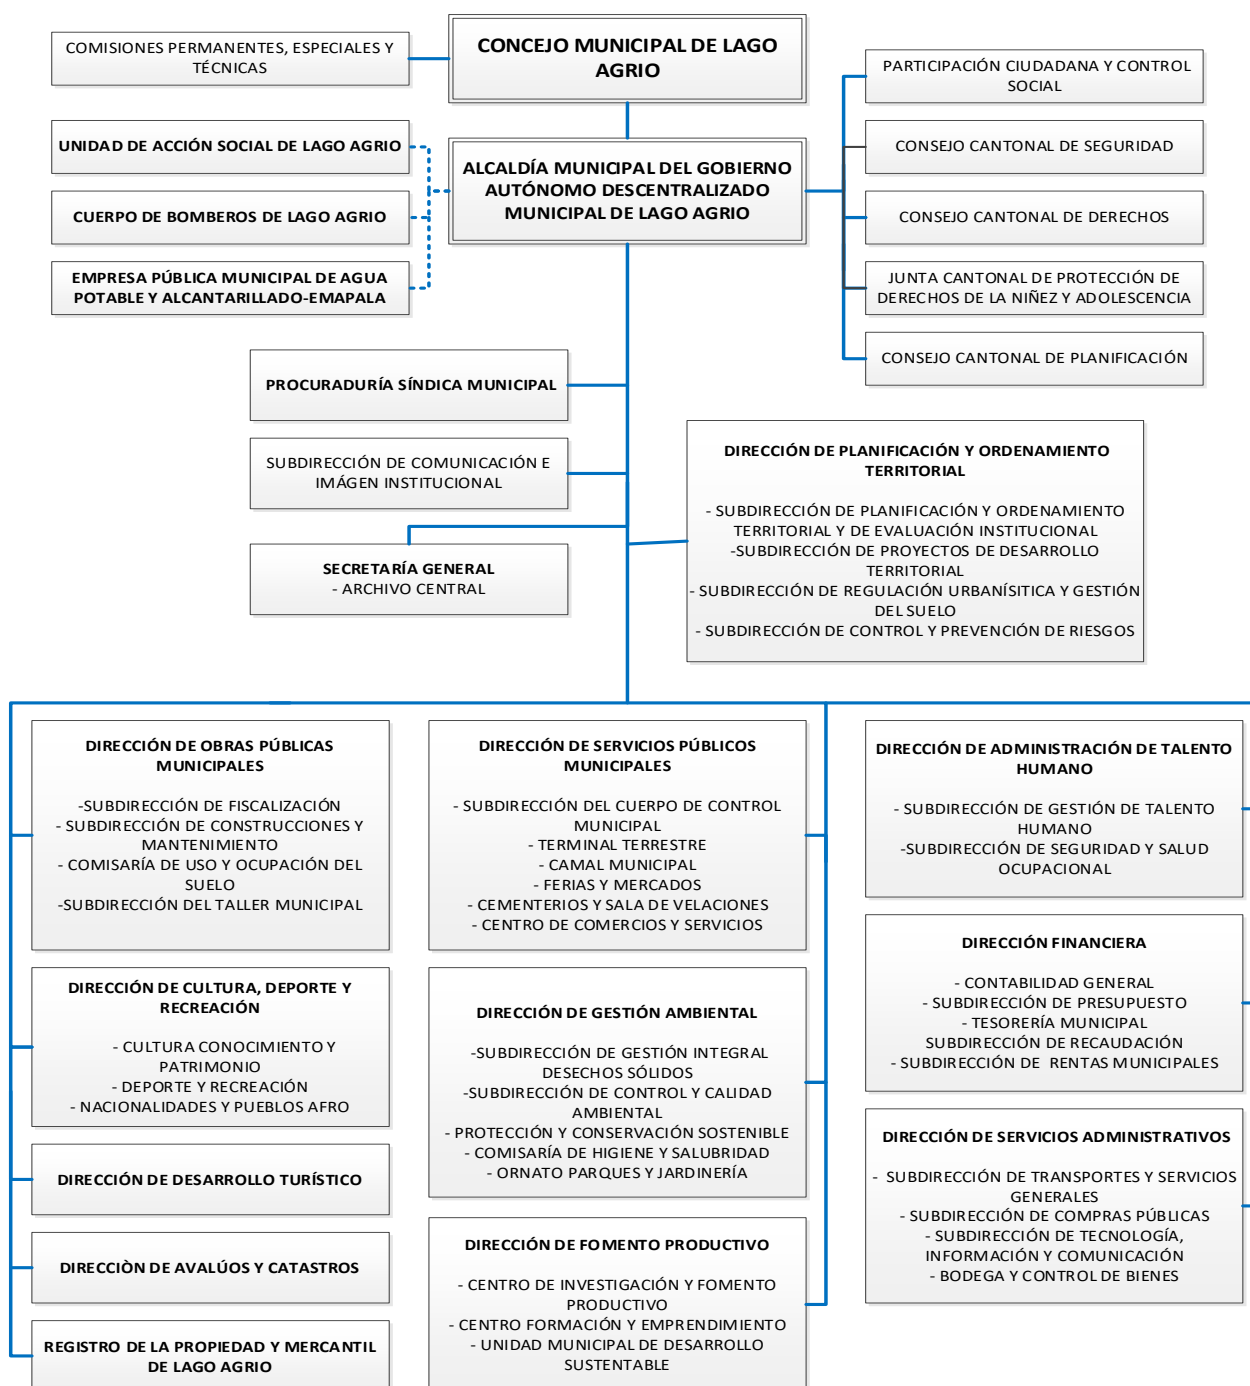 COMISIONES PERMANENTES, ESPECIALES Y
TÉCNICAS
CONCEJO MUNICIPAL DE LAGO
AGRIO
PARTICIPACIÓN CIUDADANA Y CONTROL
SOCIAL
UNIDAD DE ACCIÓN SOCIAL DE LAGO AGRIO
ALCALDÍA MUNICIPAL DEL GOBIERNO
AUTÓNOMO DESCENTRALIZADO
MUNICIPAL DE LAGO AGRIO
CONSEJO CANTONAL DE SEGURIDAD
CUERPO DE BOMBEROS DE LAGO AGRIO
CONSEJO CANTONAL DE DERECHOS
EMPRESA PÚBLICA MUNICIPAL DE AGUA
POTABLE Y ALCANTARILLADO-EMAPALA
JUNTA CANTONAL DE PROTECCIÓN DE
DERECHOS DE LA NIÑEZ Y ADOLESCENCIA
CONSEJO CANTONAL DE PLANIFICACIÓN
PROCURADURÍA SÍNDICA MUNICIPAL
SUBDIRECCIÓN DE COMUNICACIÓN E
IMÁGEN INSTITUCIONAL
SECRETARÍA GENERAL
- ARCHIVO CENTRAL
DIRECCIÓN DE PLANIFICACIÓN Y ORDENAMIENTO
TERRITORIAL
- SUBDIRECCIÓN DE PLANIFICACIÓN Y ORDENAMIENTO
TERRITORIAL Y DE EVALUACIÓN INSTITUCIONAL
-SUBDIRECCIÓN DE PROYECTOS DE DESARROLLO
TERRITORIAL
- SUBDIRECCIÓN DE REGULACIÓN URBANÍSITICA Y GESTIÓN
DEL SUELO
- SUBDIRECCIÓN DE CONTROL Y PREVENCIÓN DE RIESGOS
DIRECCIÓN DE OBRAS PÚBLICAS
MUNICIPALES
-SUBDIRECCIÓN DE FISCALIZACIÓN
- SUBDIRECCIÓN DE CONSTRUCCIONES Y
MANTENIMIENTO
- COMISARÍA DE USO Y OCUPACIÓN DEL
SUELO
-SUBDIRECCIÓN DEL TALLER MUNICIPAL
DIRECCIÓN DE CULTURA, DEPORTE Y
RECREACIÓN
- CULTURA CONOCIMIENTO Y
PATRIMONIO
- DEPORTE Y RECREACIÓN
- NACIONALIDADES Y PUEBLOS AFRO
DIRECCIÓN DE DESARROLLO TURÍSTICO
DIRECCIÒN DE AVALÚOS Y CATASTROS
REGISTRO DE LA PROPIEDAD Y MERCANTIL
DE LAGO AGRIO
DIRECCIÓN DE SERVICIOS PÚBLICOS
MUNICIPALES
- SUBDIRECCIÓN DEL CUERPO DE CONTROL
MUNICIPAL
- TERMINAL TERRESTRE
- CAMAL MUNICIPAL
- FERIAS Y MERCADOS
- CEMENTERIOS Y SALA DE VELACIONES
- CENTRO DE COMERCIOS Y SERVICIOS
DIRECCIÓN DE GESTIÓN AMBIENTAL
-SUBDIRECCIÓN DE GESTIÓN INTEGRAL
DESECHOS SÓLIDOS
-SUBDIRECCIÓN DE CONTROL Y CALIDAD
AMBIENTAL
- PROTECCIÓN Y CONSERVACIÓN SOSTENIBLE
- COMISARÍA DE HIGIENE Y SALUBRIDAD
- ORNATO PARQUES Y JARDINERÍA
DIRECCIÓN DE FOMENTO PRODUCTIVO
- CENTRO DE INVESTIGACIÓN Y FOMENTO
PRODUCTIVO
- CENTRO FORMACIÓN Y EMPRENDIMIENTO
- UNIDAD MUNICIPAL DE DESARROLLO
SUSTENTABLE
DIRECCIÓN DE ADMINISTRACIÓN DE TALENTO
HUMANO
- SUBDIRECCIÓN DE GESTIÓN DE TALENTO
HUMANO
-SUBDIRECCIÓN DE SEGURIDAD Y SALUD
OCUPACIONAL
DIRECCIÓN FINANCIERA
- CONTABILIDAD GENERAL
- SUBDIRECCIÓN DE PRESUPUESTO
- TESORERÍA MUNICIPAL
SUBDIRECCIÓN DE RECAUDACIÓN
- SUBDIRECCIÓN DE RENTAS MUNICIPALES
DIRECCIÓN DE SERVICIOS ADMINISTRATIVOS
- SUBDIRECCIÓN DE TRANSPORTES Y SERVICIOS
GENERALES
- SUBDIRECCIÓN DE COMPRAS PÚBLICAS
- SUBDIRECCIÓN DE TECNOLOGÍA,
INFORMACIÓN Y COMUNICACIÓN
- BODEGA Y CONTROL DE BIENES